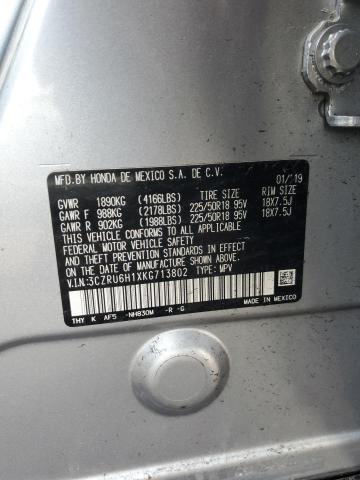 MFD.BY HONDA DE MEXICO S.A. DE C.V. 01/'19
GVWR 1890KG (4166LBS) TIRE SIZE RIM SIZE
GAWR F 988KG (2178LBS) 225/50R18 95V 18X7.5J
GAWR R 902KG (1988LBS) 225/50R18 95V 18X7.5J
THIS VEHICLE CONFORMS TO ALL APPLICABLE
FEDERAL MOTOR VEHICLE SAFETY AND
THEFT PREVENTION STANDARDS IN EFFECT ON THE DATE
OF MANUFACTURE SHOWN ABOVE.
V.I.N:3CZRU6H1XKG713802 TYPE: MPV
THY K AF5 -NH830M -R -G MADE IN MEXICO